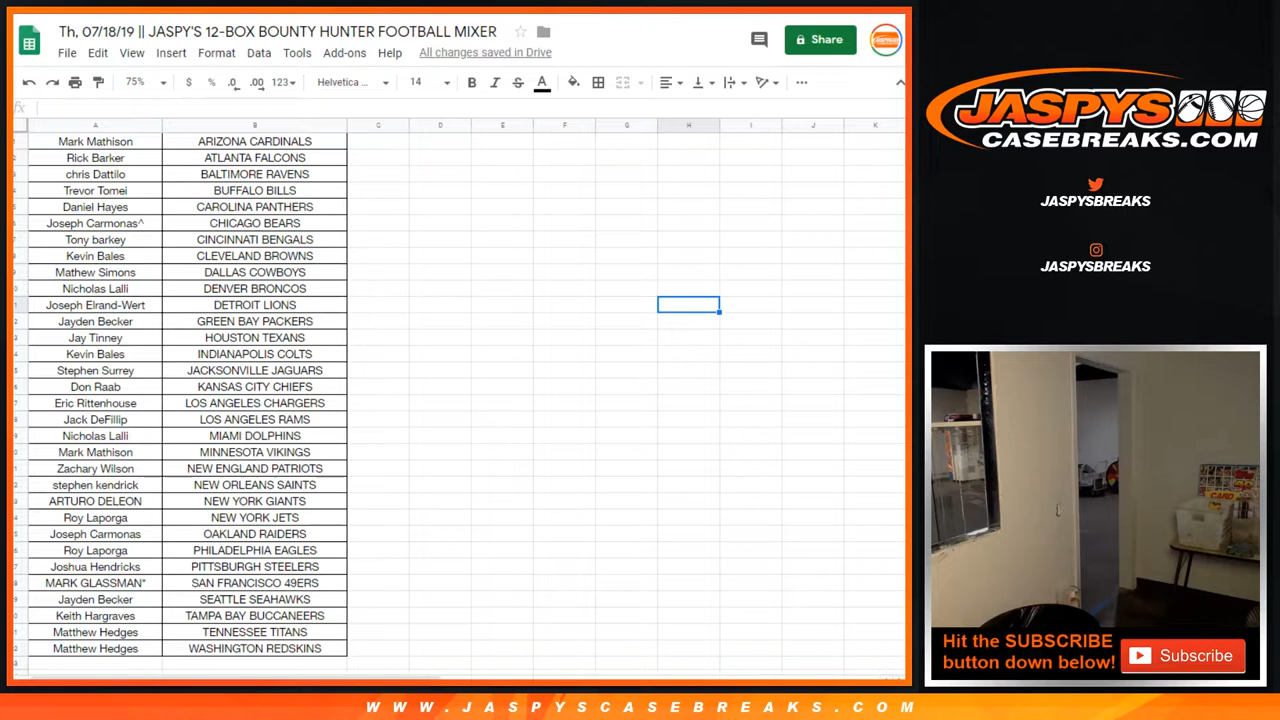 Th, 07/18/19 || JASPY'S 12-BOX BOUNTY HUNTER FOOTBALL MIXER
File Edit View Insert Format Data Tools Add-ons Help All changes saved in Drive
Share
75% $ % .0 .00 123 Helvetica ... 14 B I S A
fx
A B C D E F G H I J K
Mark Mathison ARIZONA CARDINALS
Rick Barker ATLANTA FALCONS
chris Dattilo BALTIMORE RAVENS
Trevor Tomei BUFFALO BILLS
Daniel Hayes CAROLINA PANTHERS
Joseph Carmonas^ CHICAGO BEARS
Tony barkey CINCINNATI BENGALS
Kevin Bales CLEVELAND BROWNS
Mathew Simons DALLAS COWBOYS
Nicholas Lalli DENVER BRONCOS
Joseph Elrand-Wert DETROIT LIONS
Jayden Becker GREEN BAY PACKERS
Jay Tinney HOUSTON TEXANS
Kevin Bales INDIANAPOLIS COLTS
Stephen Surrey JACKSONVILLE JAGUARS
Don Raab KANSAS CITY CHIEFS
Eric Rittenhouse LOS ANGELES CHARGERS
Jack DeFillip LOS ANGELES RAMS
Nicholas Lalli MIAMI DOLPHINS
Mark Mathison MINNESOTA VIKINGS
Zachary Wilson NEW ENGLAND PATRIOTS
stephen kendrick NEW ORLEANS SAINTS
ARTURO DELEON NEW YORK GIANTS
Roy Laporga NEW YORK JETS
Joseph Carmonas OAKLAND RAIDERS
Roy Laporga PHILADELPHIA EAGLES
Joshua Hendricks PITTSBURGH STEELERS
MARK GLASSMAN* SAN FRANCISCO 49ERS
Jayden Becker SEATTLE SEAHAWKS
Keith Hargraves TAMPA BAY BUCCANEERS
Matthew Hedges TENNESSEE TITANS
Matthew Hedges WASHINGTON REDSKINS
JASPYS
CASEBREAKS.COM
JASPYSBREAKS
JASPYSBREAKS
Hit the SUBSCRIBE
button down below!
Subscribe
WWW.JASPYSCASEBREAKS.COM